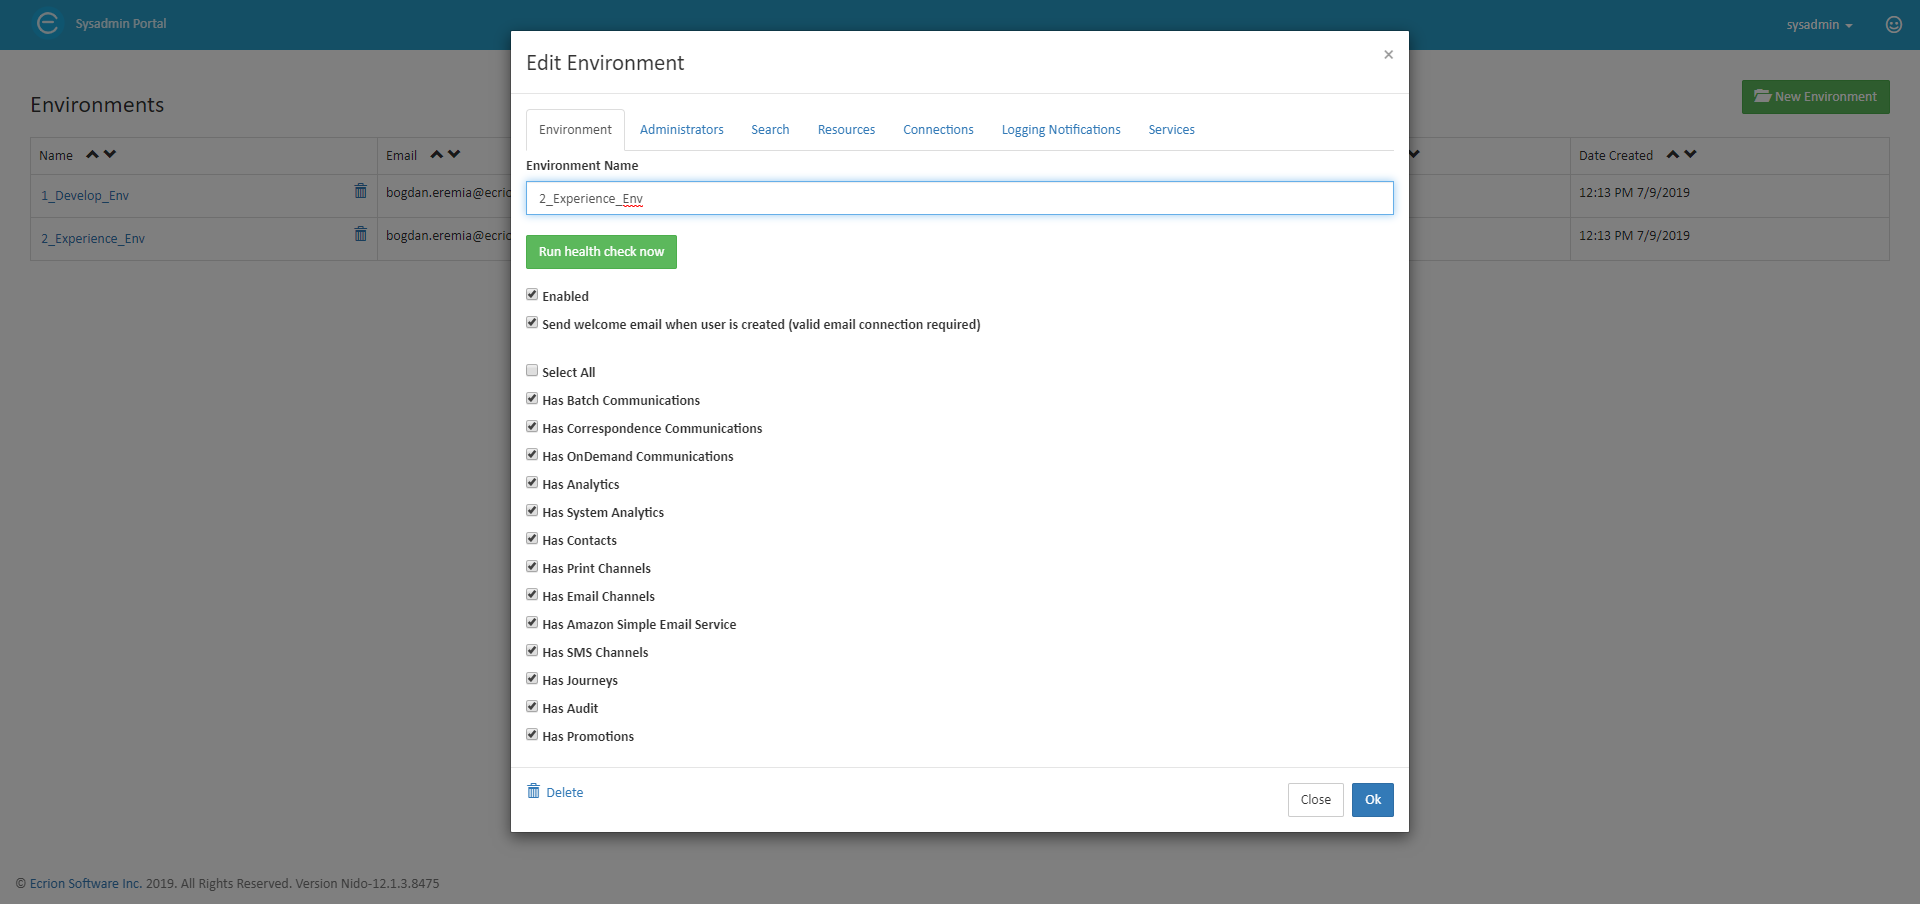 Sysadmin Portal
sysadmin
Edit Environment
×
Environments
New Environment
Environment Administrators Search Resources Connections Logging Notifications Services
Name Email Date Created
Environment Name
1_Develop_Env bogdan.eremia@ecrio 12:13 PM 7/9/2019
2_Experience_Env
2_Experience_Env bogdan.eremia@ecrio 12:13 PM 7/9/2019
Run health check now
Enabled
Send welcome email when user is created (valid email connection required)
Select All
Has Batch Communications
Has Correspondence Communications
Has OnDemand Communications
Has Analytics
Has System Analytics
Has Contacts
Has Print Channels
Has Email Channels
Has Amazon Simple Email Service
Has SMS Channels
Has Journeys
Has Audit
Has Promotions
Delete
Close Ok
© Ecrion Software Inc. 2019. All Rights Reserved. Version Nido-12.1.3.8475